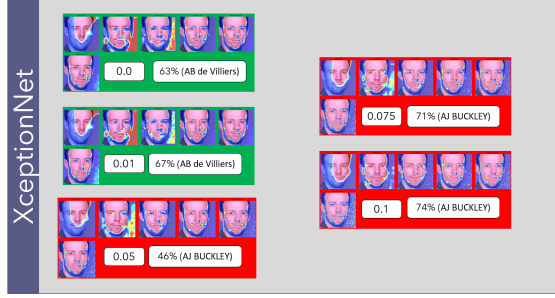 XceptionNet
0.0
63% (AB de Villiers)
0.01
67% (AB de Villiers)
0.05
46% (AJ BUCKLEY)
0.075
71% (AJ BUCKLEY)
0.1
74% (AJ BUCKLEY)